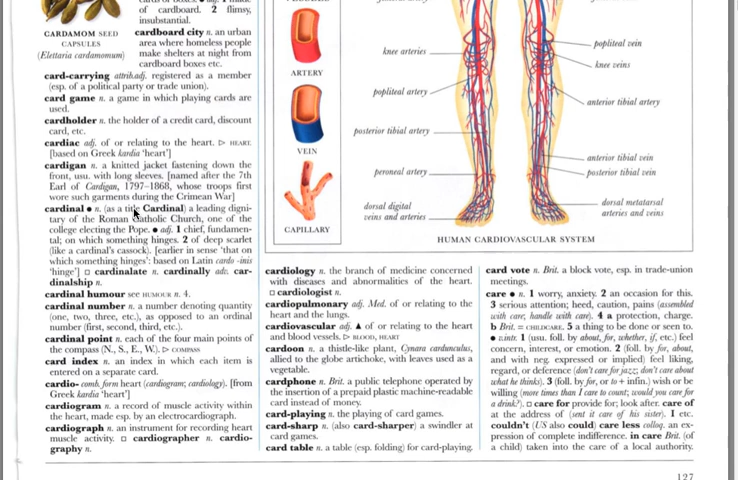 of cardboard. 2 flimsy,
insubstantial.
cardboard city n. an urban
area where homeless people
make shelters at night from
cardboard boxes etc.
CARDAMOM SEED
CAPSULES
(Elettaria cardamomum)
card-carrying attrib.adj. registered as a member
(esp. of a political party or trade union).
card game n. a game in which playing cards are
used.
cardholder n. the holder of a credit card, discount
card, etc.
cardiac adj. of or relating to the heart. ▷ HEART.
[based on Greek kardia 'heart']
cardigan n. a knitted jacket fastening down the
front, usu. with long sleeves. [named after the 7th
Earl of Cardigan, 1797–1868, whose troops first
wore such garments during the Crimean War]
cardinal ● n. (as a title Cardinal) a leading digni-
tary of the Roman Catholic Church, one of the
college electing the Pope. ● adj. 1 chief, fundamen-
tal; on which something hinges. 2 of deep scarlet
(like a cardinal's cassock). [earlier in sense 'that on
which something hinges': based on Latin cardo -inis
'hinge'] □ cardinalate n. cardinally adv. car-
dinalship n.
cardinal humour see HUMOUR n. 4.
cardinal number n. a number denoting quantity
(one, two, three, etc.), as opposed to an ordinal
number (first, second, third, etc.).
cardinal point n. each of the four main points of
the compass (N., S., E., W.). ▷ COMPASS
card index n. an index in which each item is
entered on a separate card.
cardio- comb.form heart (cardiogram; cardiology). [from
Greek kardia 'heart']
cardiogram n. a record of muscle activity within
the heart, made esp. by an electrocardiograph.
cardiograph n. an instrument for recording heart
muscle activity. □ cardiographer n. cardio-
graphy n.
ARTERY
VEIN
CAPILLARY
knee arteries
popliteal artery
posterior tibial artery
peroneal artery
dorsal digital
veins and arteries
popliteal vein
knee veins
anterior tibial artery
anterior tibial vein
posterior tibial vein
dorsal metatarsal
arteries and veins
HUMAN CARDIOVASCULAR SYSTEM
cardiology n. the branch of medicine concerned
with diseases and abnormalities of the heart.
□ cardiologist n.
cardiopulmonary adj. Med. of or relating to the
heart and the lungs.
cardiovascular adj. ▲ of or relating to the heart
and blood vessels. ▷ BLOOD, HEART
cardoon n. a thistle-like plant, Cynara cardunculus,
allied to the globe artichoke, with leaves used as a
vegetable.
cardphone n. Brit. a public telephone operated by
the insertion of a prepaid plastic machine-readable
card instead of money.
card-playing n. the playing of card games.
card-sharp n. (also card-sharper) a swindler at
card games.
card table n. a table (esp. folding) for card-playing.
card vote n. Brit. a block vote, esp. in trade-union
meetings.
care ● n. 1 worry, anxiety. 2 an occasion for this.
3 serious attention; heed, caution, pains (assembled
with care; handle with care). 4 a protection, charge.
b Brit. = CHILDCARE. 5 a thing to be done or seen to.
● v.intr. 1 (usu. foll. by about, for, whether, if, etc.) feel
concern, interest, or emotion. 2 (foll. by for, about,
and with neg. expressed or implied) feel liking,
regard, or deference (don't care for jazz; don't care about
what he thinks). 3 (foll. by for, or to + infin.) wish or be
willing (more times than I care to count; would you care for
a drink?). □ care for provide for; look after. care of
at the address of (sent it care of his sister). I etc.
couldn't (US also could) care less colloq. an ex-
pression of complete indifference. in care Brit. (of
a child) taken into the care of a local authority.
127